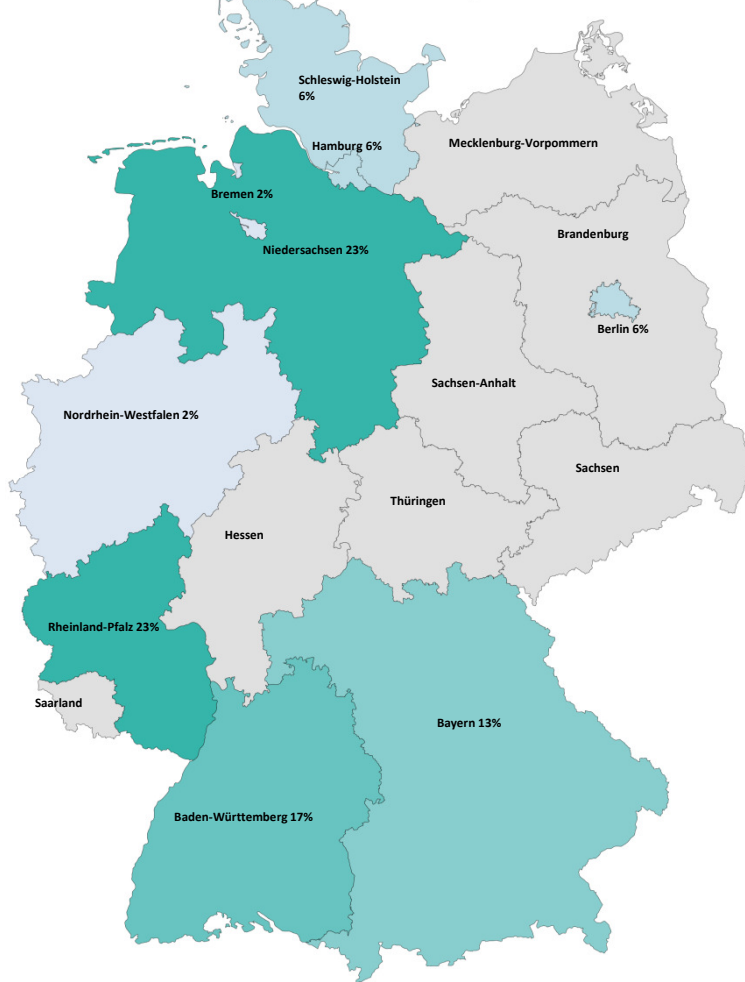 Schleswig-Holstein
6%
Hamburg 6%
Mecklenburg-Vorpommern
Bremen 2%
Brandenburg
Niedersachsen 23%
Berlin 6%
Sachsen-Anhalt
Nordrhein-Westfalen 2%
Sachsen
Thüringen
Hessen
Rheinland-Pfalz 23%
Saarland
Bayern 13%
Baden-Württemberg 17%